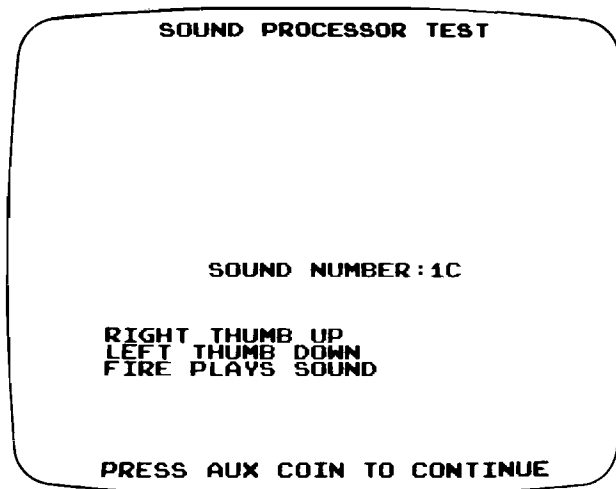 SOUND PROCESSOR TEST
SOUND NUMBER:1C
RIGHT THUMB UP
LEFT THUMB DOWN
FIRE PLAYS SOUND
PRESS AUX COIN TO CONTINUE